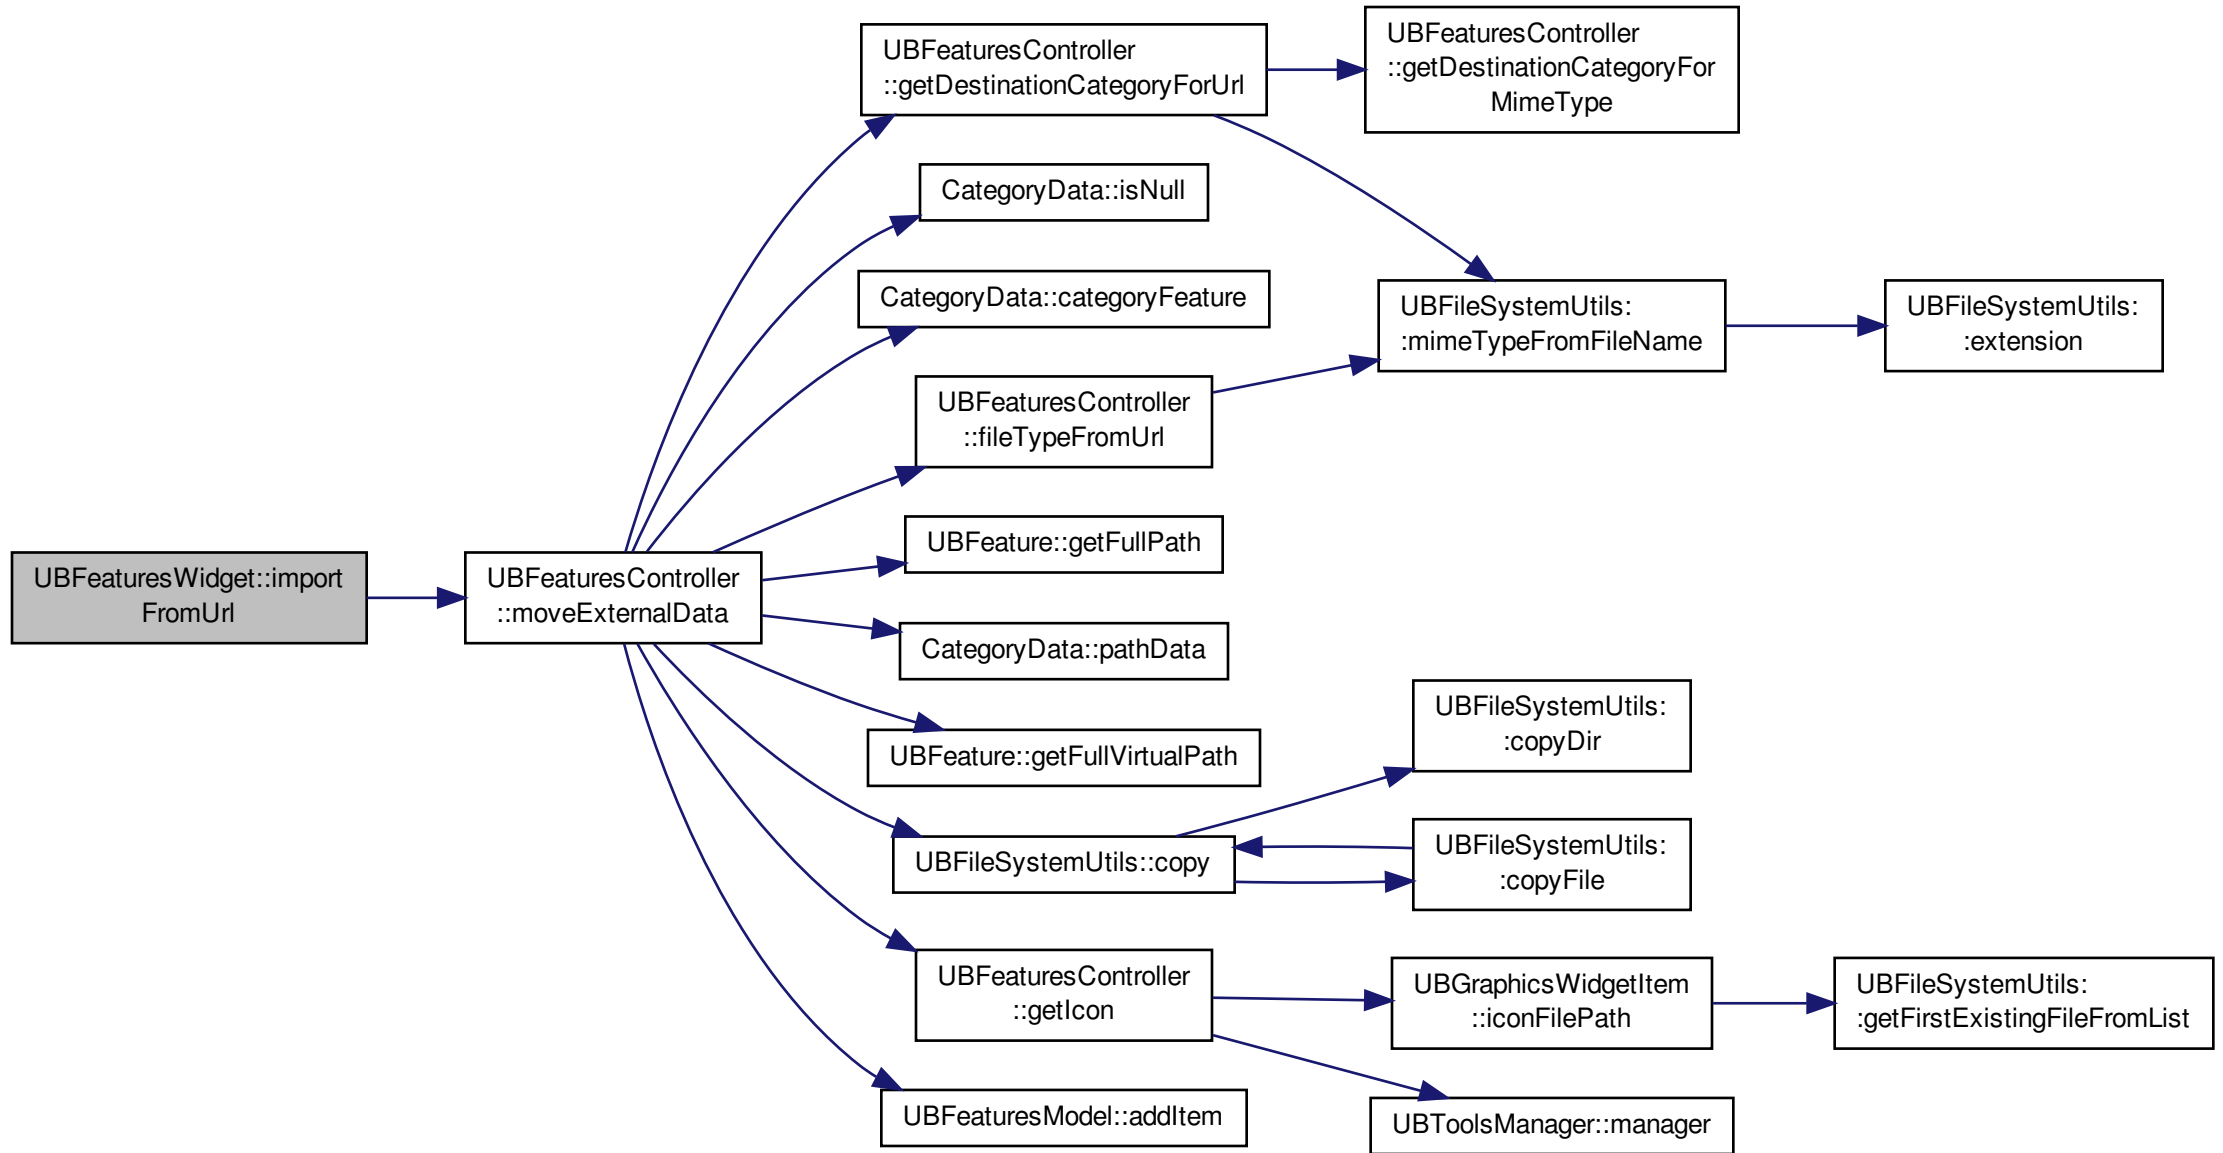 UBFeaturesWidget::import
FromUrl
UBFeaturesController
::moveExternalData
UBFeaturesController
::getDestinationCategoryForUrl
CategoryData::isNull
CategoryData::categoryFeature
UBFeaturesController
::fileTypeFromUrl
UBFeature::getFullPath
CategoryData::pathData
UBFeature::getFullVirtualPath
UBFileSystemUtils::copy
UBFeaturesController
::getIcon
UBFeaturesModel::addItem
UBFeaturesController
::getDestinationCategoryFor
MimeType
UBFileSystemUtils:
:mimeTypeFromFileName
UBFileSystemUtils:
:copyDir
UBFileSystemUtils:
:copyFile
UBGraphicsWidgetItem
::iconFilePath
UBToolsManager::manager
UBFileSystemUtils:
:extension
UBFileSystemUtils:
:getFirstExistingFileFromList